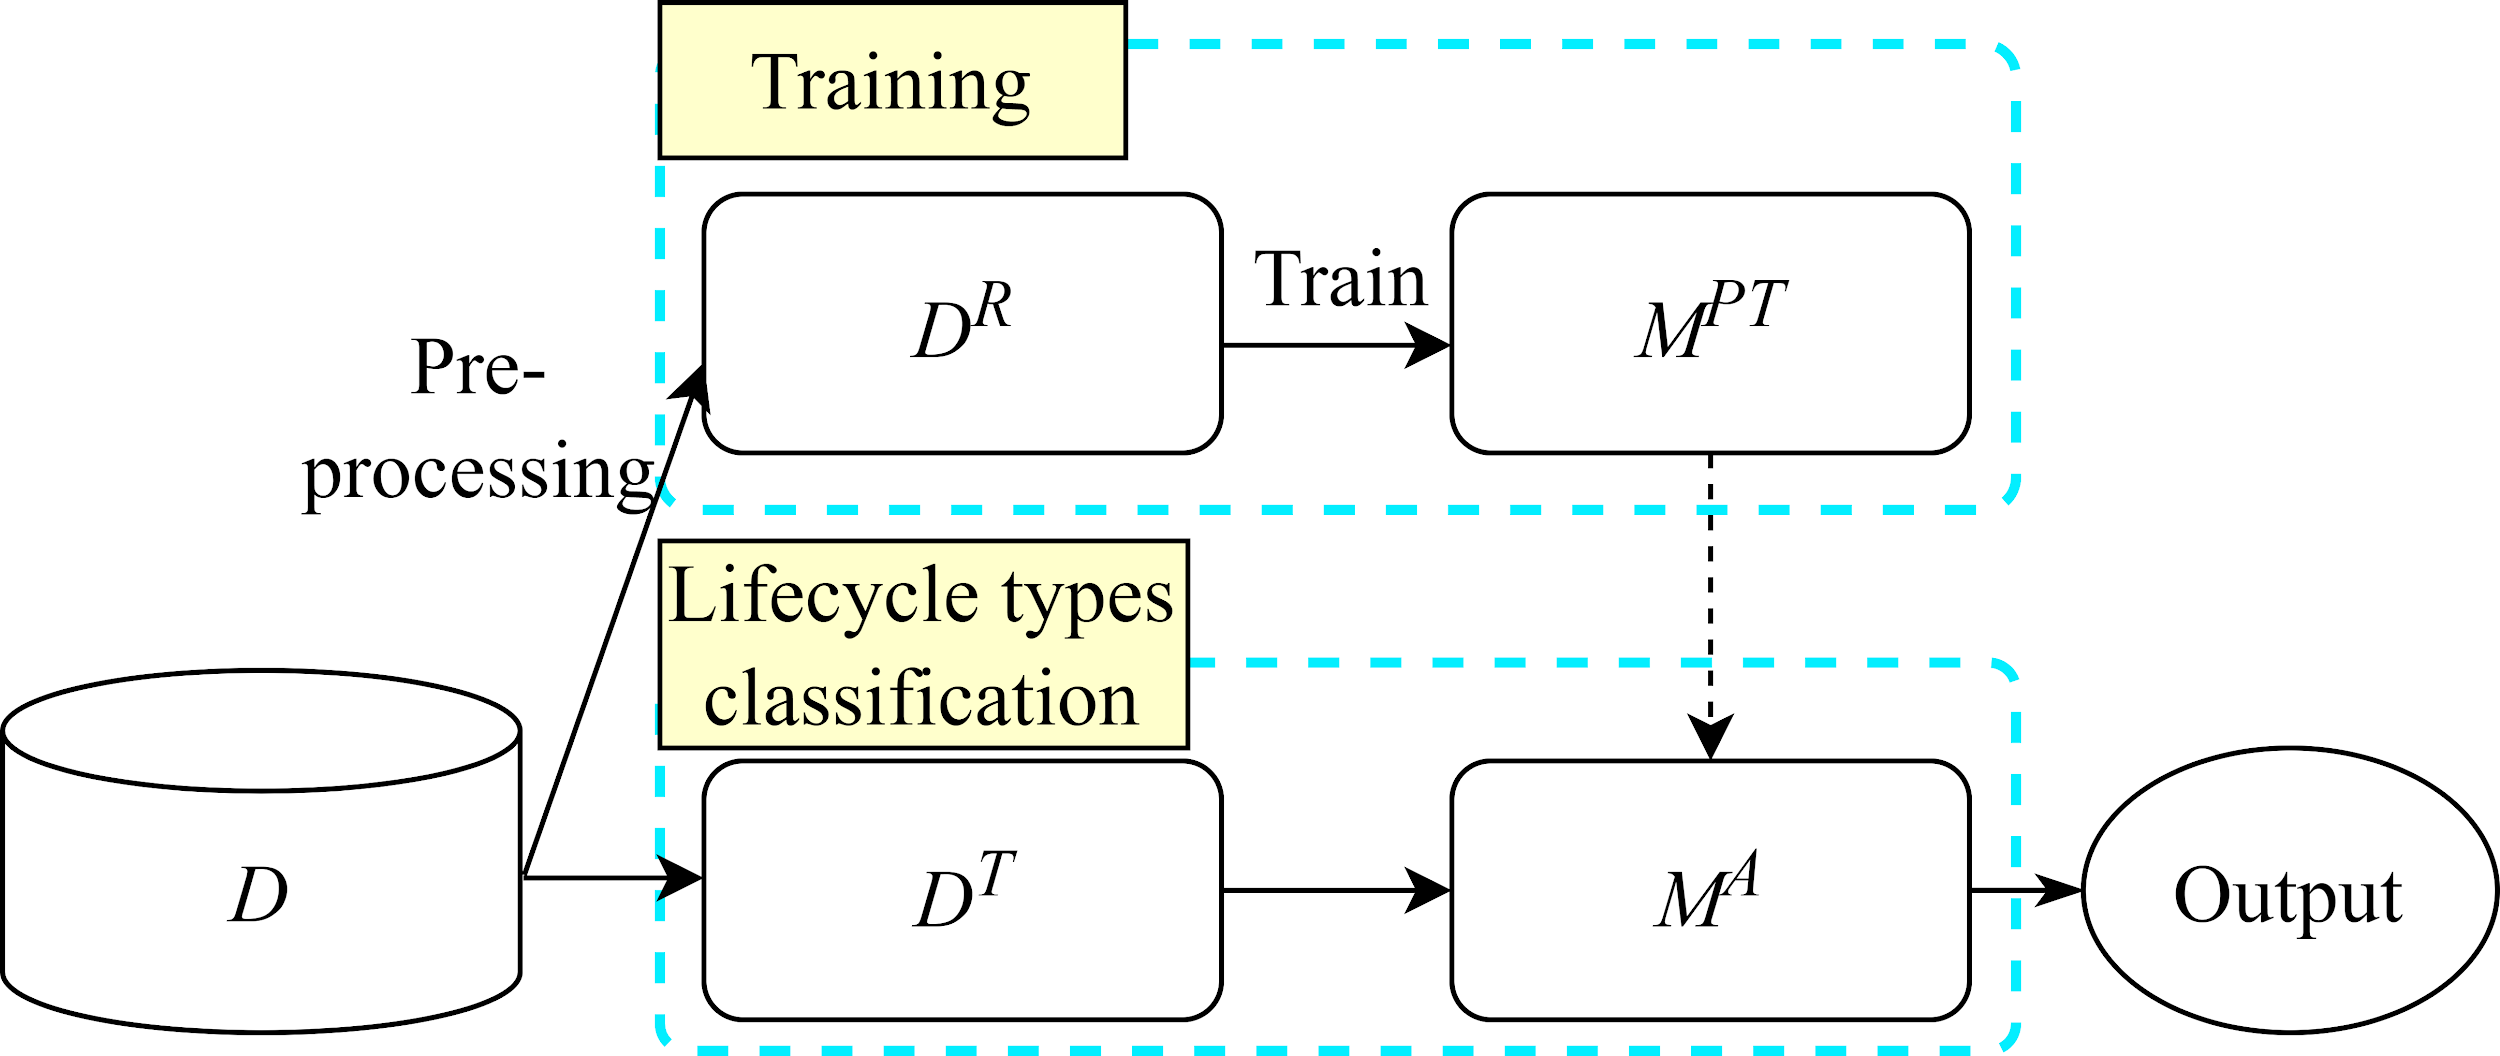 Training
D^R
Train
M^{PT}
Pre-
processing
Lifecycle types
classification
D
D^T
M^A
Output